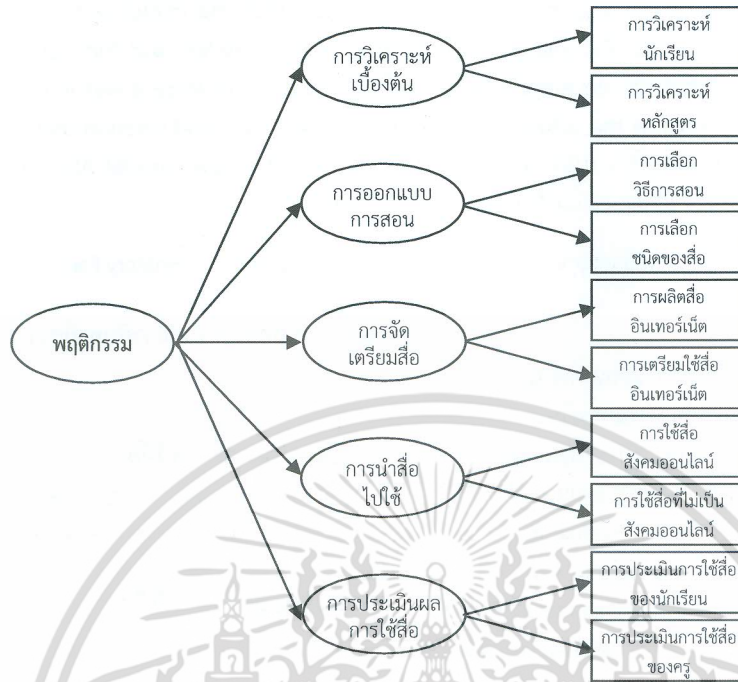 พฤติกรรม
การวิเคราะห์
เบื้องต้น
การวิเคราะห์
นักเรียน
การวิเคราะห์
หลักสูตร
การออกแบบ
การสอน
การเลือก
วิธีการสอน
การเลือก
ชนิดของสื่อ
การจัด
เตรียมสื่อ
การผลิตสื่อ
อินเทอร์เน็ต
การเตรียมใช้สื่อ
อินเทอร์เน็ต
การนำสื่อ
ไปใช้
การใช้สื่อ
สังคมออนไลน์
การใช้สื่อที่ไม่เป็น
สังคมออนไลน์
การประเมินผล
การใช้สื่อ
การประเมินการใช้สื่อ
ของนักเรียน
การประเมินการใช้สื่อ
ของครู